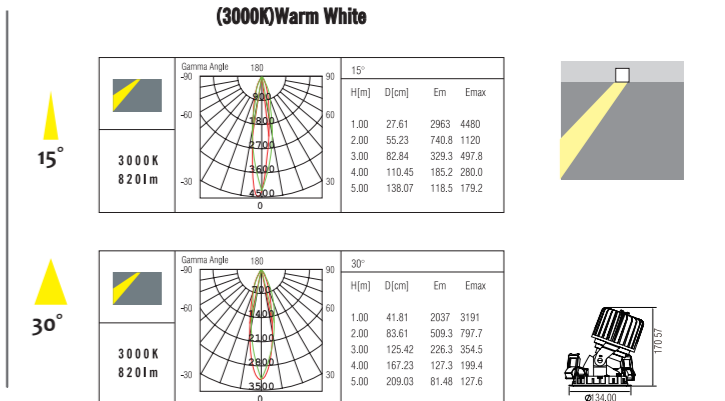 (3000K)Warm White
Gamma Angle 180
-90 90
-60 60
-30 30
900
1800
2700
3600
4500
0
15°
3000K
820lm
15°
H[m] D[cm] Em Emax
1.00 27.61 2963 4480
2.00 55.23 740.8 1120
3.00 82.84 329.3 497.8
4.00 110.45 185.2 280.0
5.00 138.07 118.5 179.2
Gamma Angle 180
-90 90
-60 60
-30 30
700
1400
2100
2800
3500
0
30°
3000K
820lm
30°
H[m] D[cm] Em Emax
1.00 41.81 2037 3191
2.00 83.61 509.3 797.7
3.00 125.42 226.3 354.5
4.00 167.23 127.3 199.4
5.00 209.03 81.48 127.6
170.57
Ø134.00